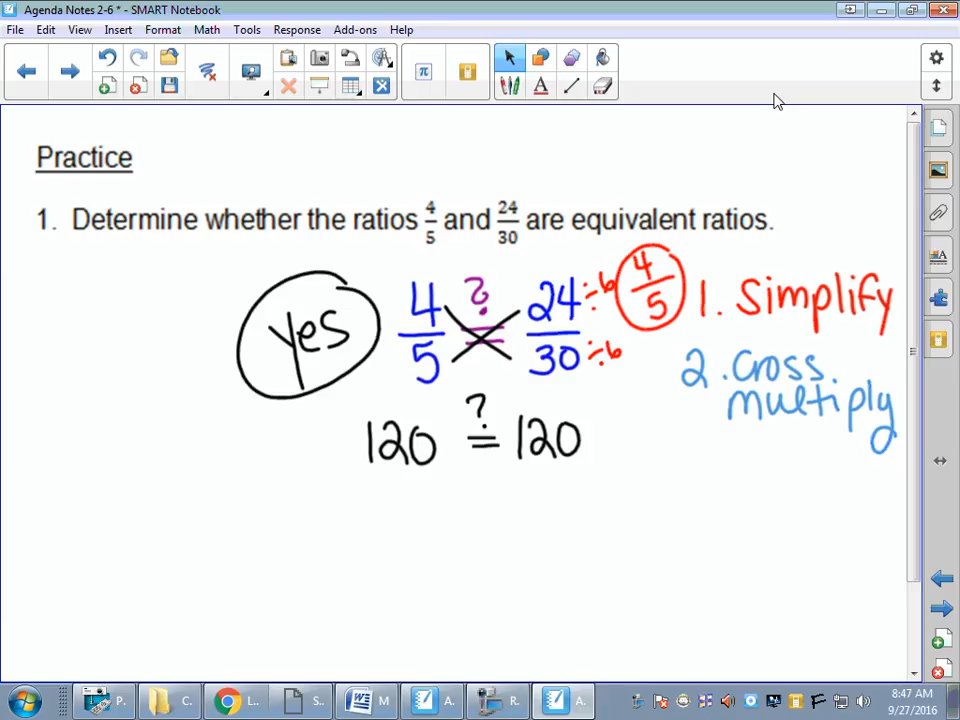 Agenda Notes 2-6 * - SMART Notebook
File Edit View Insert Format Math Tools Response Add-ons Help
π A
Practice
1. Determine whether the ratios 4/5 and 24/30 are equivalent ratios.
yes 4/5 ? = 24/30 ÷6 ÷6 4/5 1. Simplify
2. Cross
multiply
120 ?= 120
P. C. L.. S.. M A. R.. A.
8:47 AM
9/27/2016